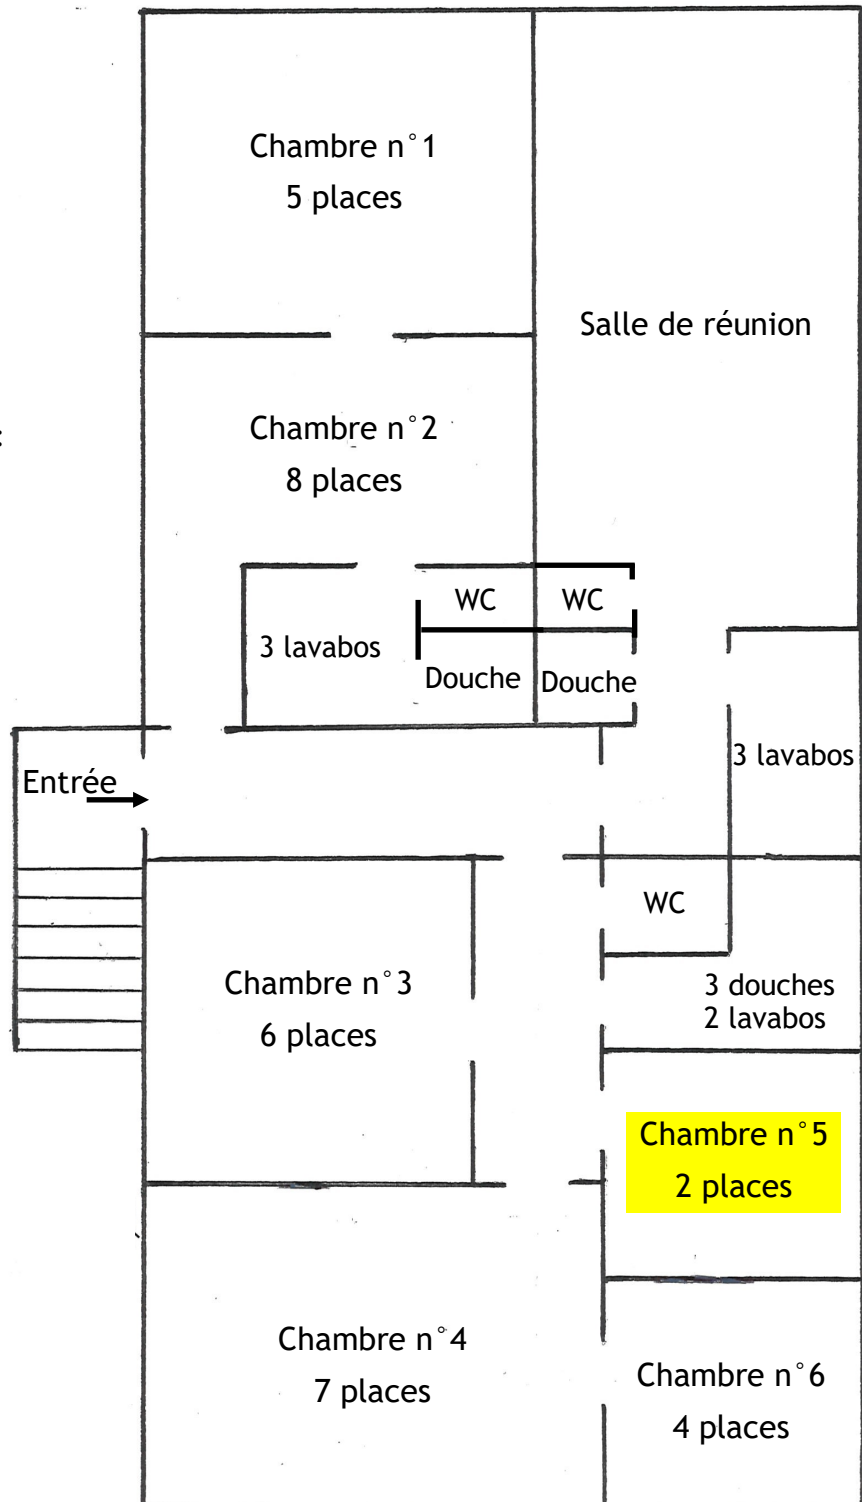 Chambre n°1
5 places
Salle de réunion
:
Chambre n°2
8 places
WC
WC
3 lavabos
Douche
Douche
3 lavabos
Entrée
WC
Chambre n°3
6 places
3 douches
2 lavabos
Chambre n°5
2 places
Chambre n°4
7 places
Chambre n°6
4 places